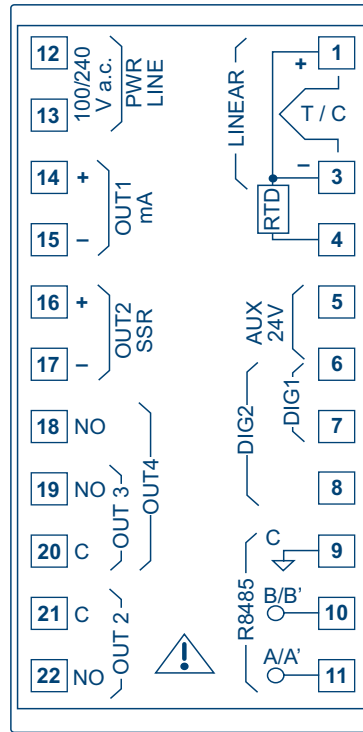 12
100/240
V a.c.
PWR
LINE
13
14 +
OUT1
mA
15 –
16 +
OUT2
SSR
17 –
18 NO
OUT4
19 NO
OUT 3
20 C
21 C
OUT 2
22 NO
LINEAR
+ 1
T / C
– 3
RTD
4
5
AUX
24V
6
DIG1
DIG2
7
8
R8485
C 9
B/B' 10
A/A' 11
!